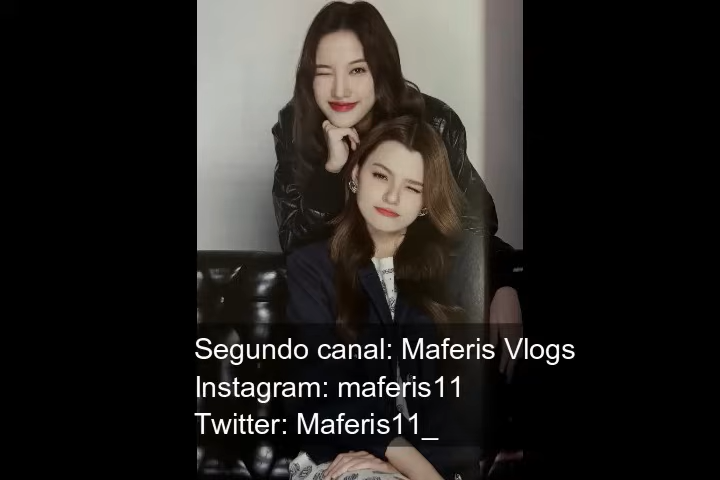 Segundo canal: Maferis Vlogs
Instagram: maferis11
Twitter: Maferis11_